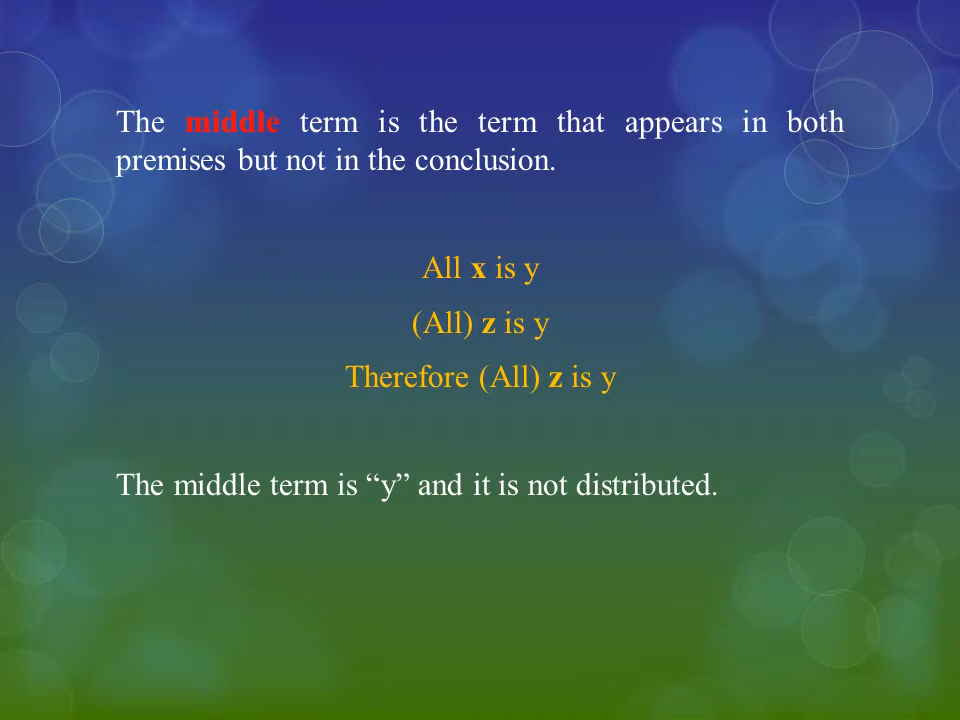 The middle term is the term that appears in both
premises but not in the conclusion.
All x is y
(All) z is y
Therefore (All) z is y
The middle term is “y” and it is not distributed.